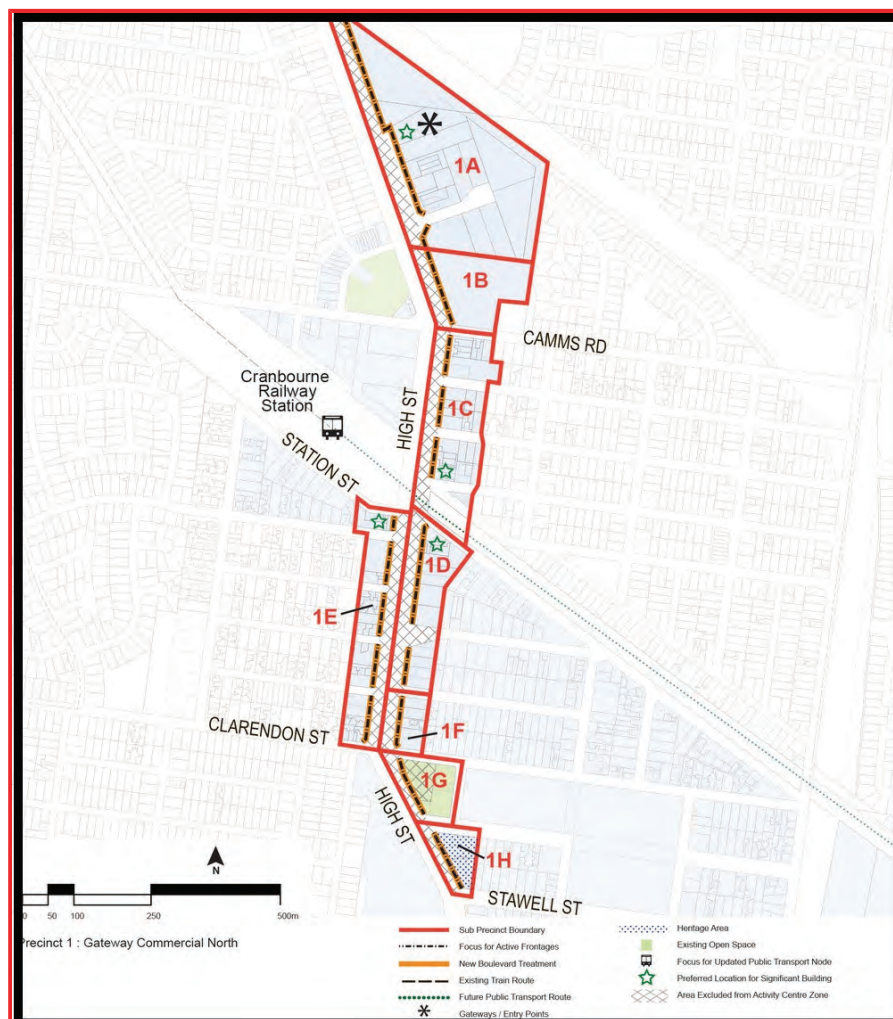 1A
1B
CAMMS RD
Cranbourne
Railway
Station
HIGH ST
1C
STATION ST
1D
1E
CLARENDON ST
1F
1G
HIGH ST
1H
STAWELL ST
N
0 50 100 250 500m
Precinct 1 : Gateway Commercial North
Sub Precinct Boundary
Focus for Active Frontages
New Boulevard Treatment
Existing Train Route
Future Public Transport Route
Gateways / Entry Points
Heritage Area
Existing Open Space
Focus for Updated Public Transport Node
Preferred Location for Significant Building
Area Excluded from Activity Centre Zone